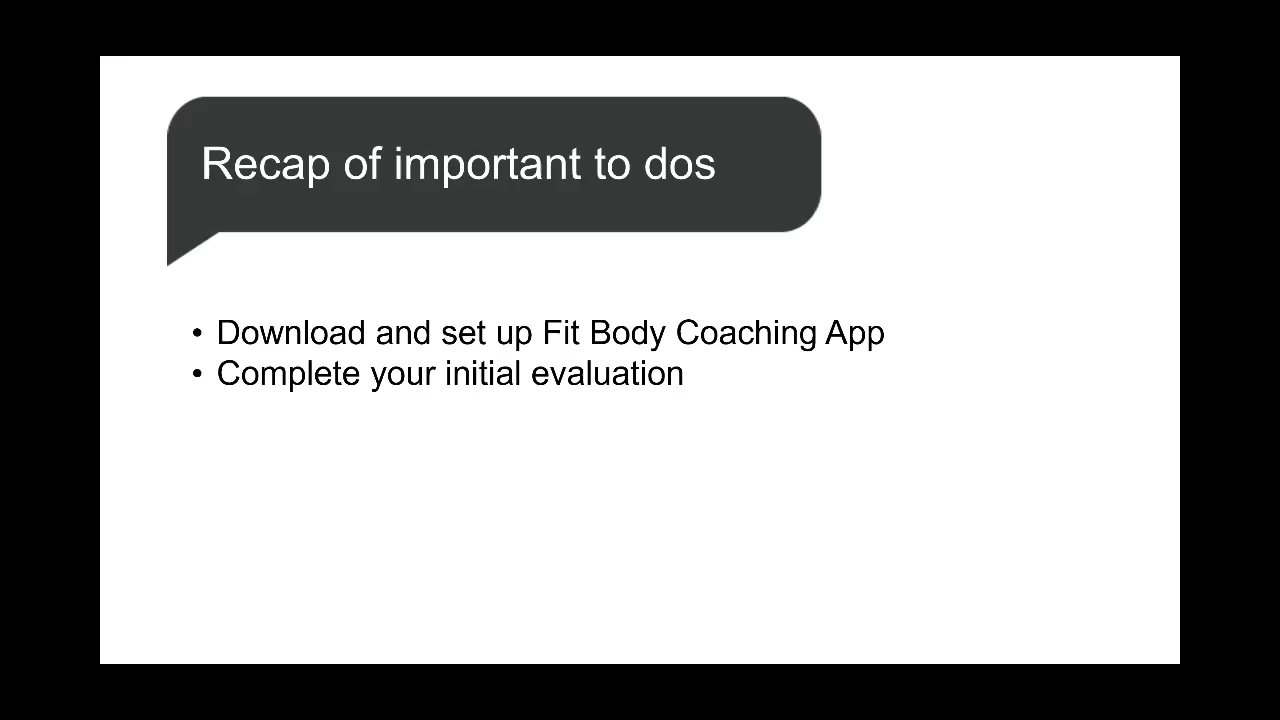 Recap of important to dos
• Download and set up Fit Body Coaching App
• Complete your initial evaluation